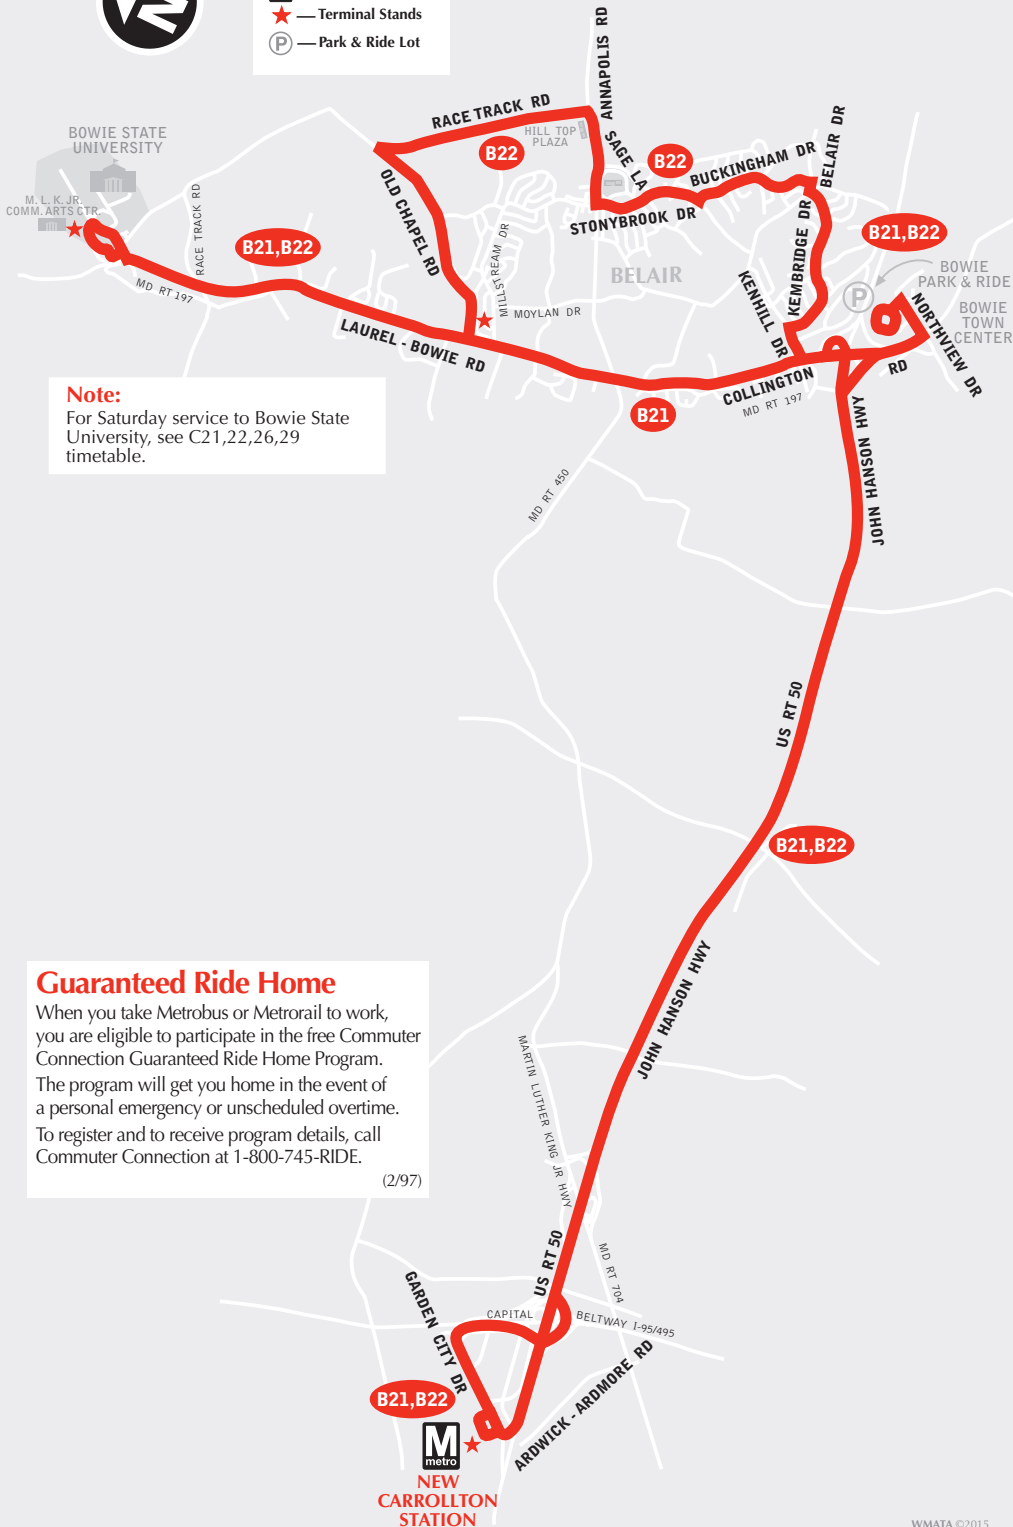 N
— Terminal Stands
P — Park & Ride Lot
ANNAPOLIS RD
RACE TRACK RD
HILL TOP
PLAZA
SAGE LA
B22
B22
BUCKINGHAM DR
BELAIR DR
BOWIE STATE
UNIVERSITY
M. L. K. JR.
COMM. ARTS CTR.
RACE TRACK RD
OLD CHAPEL RD
STONYBROOK DR
KEMBRIDGE DR
B21,B22
B21,B22
MILLSTREAM DR
BELAIR
KENHILL DR
P
BOWIE
PARK & RIDE
MD RT 197
MOYLAN DR
NORTHVIEW DR
BOWIE
TOWN
CENTER
LAUREL - BOWIE RD
COLLINGTON
RD
MD RT 197
B21
Note:
For Saturday service to Bowie State
University, see C21,22,26,29
timetable.
JOHN HANSON HWY
MD RT 450
US RT 50
B21,B22
JOHN HANSON HWY
Guaranteed Ride Home
When you take Metrobus or Metrorail to work,
you are eligible to participate in the free Commuter
Connection Guaranteed Ride Home Program.
The program will get you home in the event of
a personal emergency or unscheduled overtime.
To register and to receive program details, call
Commuter Connection at 1-800-745-RIDE.
(2/97)
MARTIN LUTHER KING JR HWY
US RT 50
MD RT 704
GARDEN CITY DR
CAPITAL
BELTWAY I-95/495
ARDWICK - ARDMORE RD
B21,B22
M
metro
NEW
CARROLLTON
STATION
WMATA ©2015